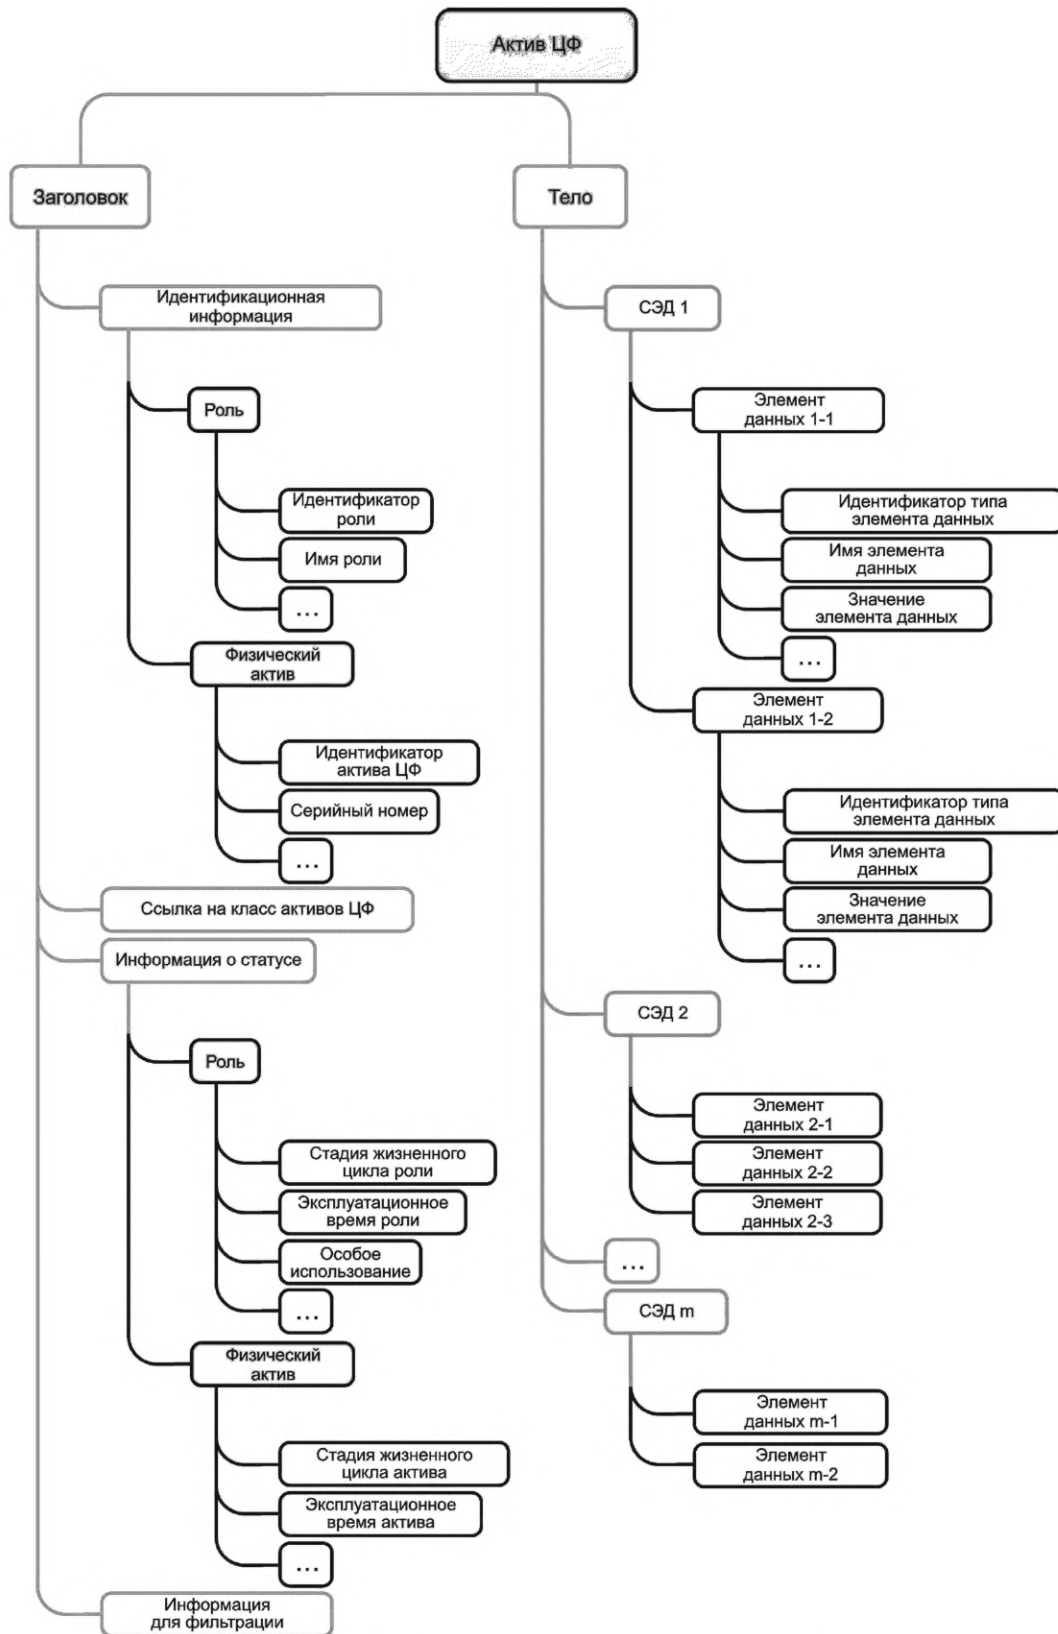 Актив ЦФ
Заголовок
Идентификационная
информация
Роль
Идентификатор
роли
Имя роли
...
Физический
актив
Идентификатор
актива ЦФ
Серийный номер
...
Ссылка на класс активов ЦФ
Информация о статусе
Роль
Стадия жизненного
цикла роли
Эксплуатационное
время роли
Особое
использование
...
Физический
актив
Стадия жизненного
цикла актива
Эксплуатационное
время актива
...
Информация
для фильтрации
Тело
СЭД 1
Элемент
данных 1-1
Идентификатор типа
элемента данных
Имя элемента
данных
Значение
элемента данных
...
Элемент
данных 1-2
Идентификатор типа
элемента данных
Имя элемента
данных
Значение
элемента данных
...
СЭД 2
Элемент
данных 2-1
Элемент
данных 2-2
Элемент
данных 2-3
...
СЭД m
Элемент
данных m-1
Элемент
данных m-2